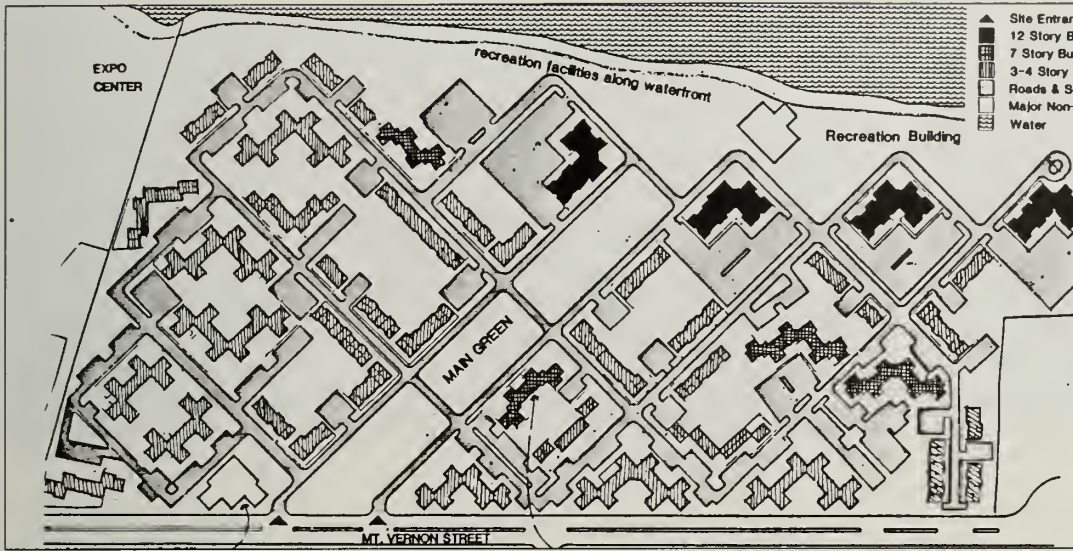 EXPO
CENTER
recreation facilities along waterfront
Recreation Building
Site Entran
12 Story B
7 Story Bu
3-4 Story
Roads & S
Major Non-
Water
MAIN GREEN
MT. VERNON STREET